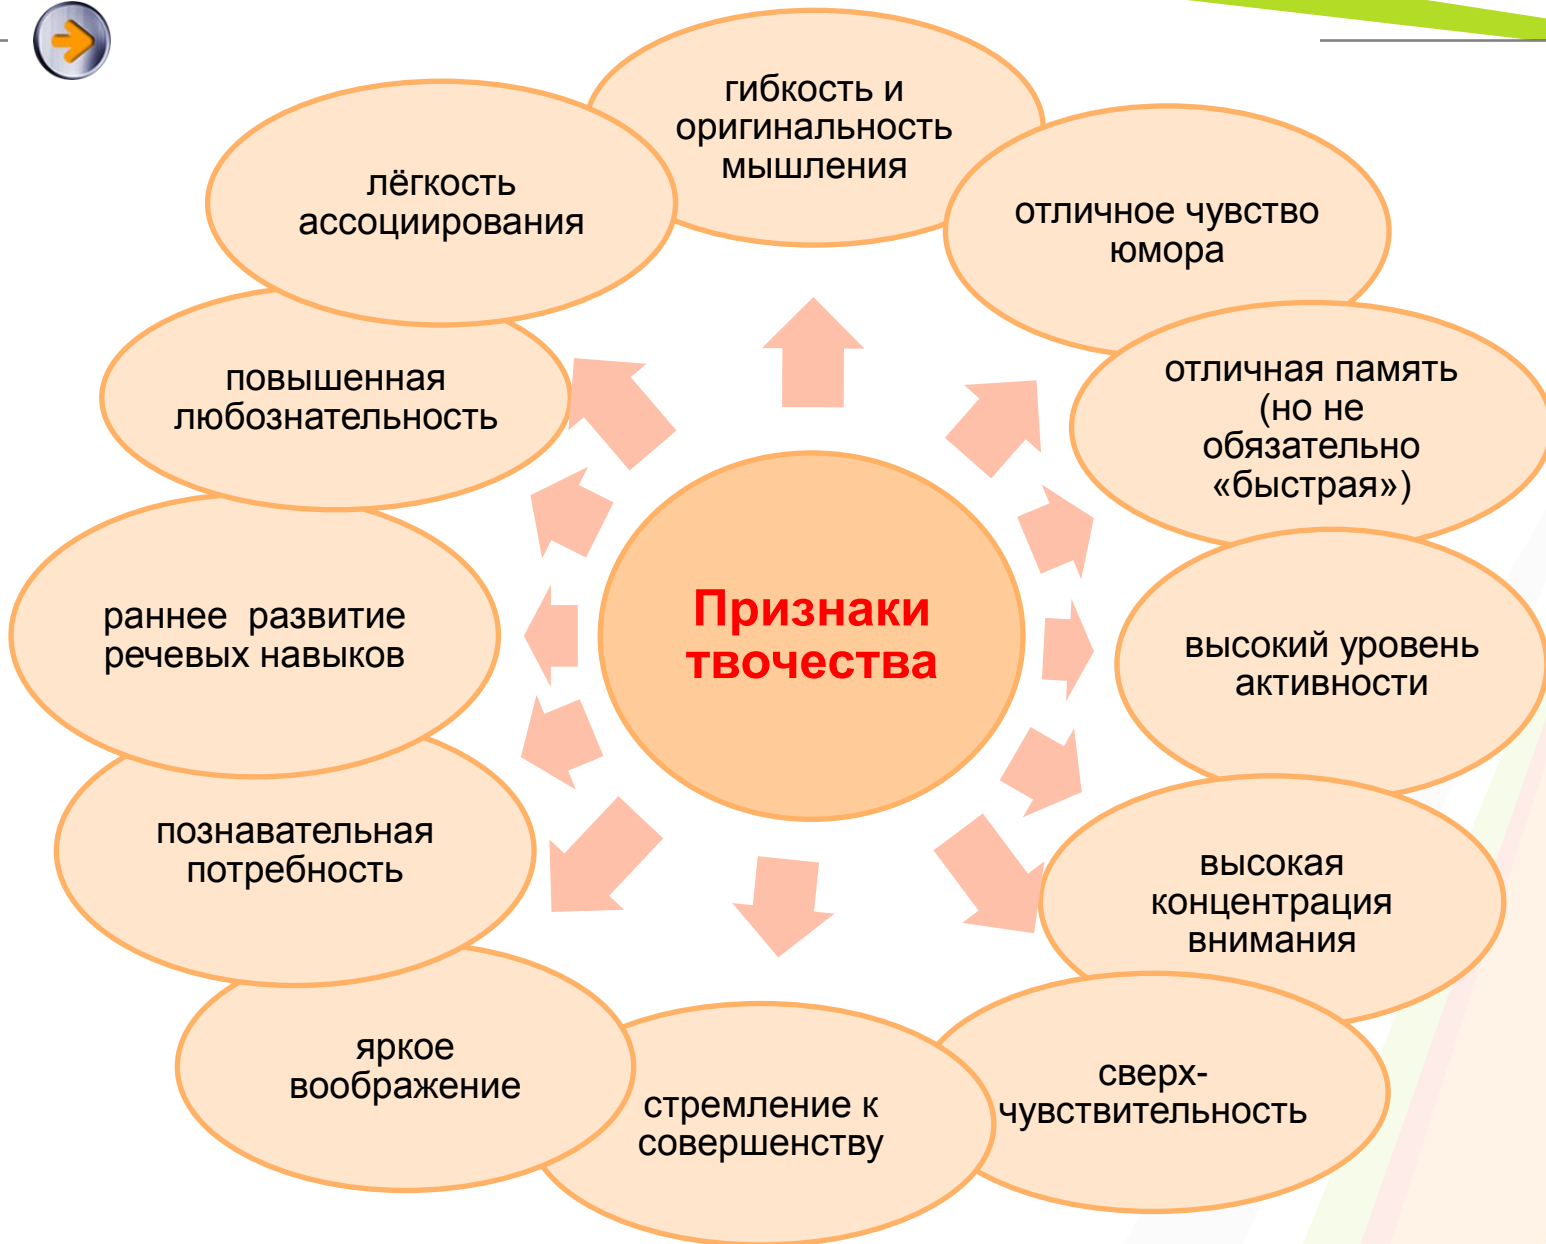 гибкость и
оригинальность
мышления
отличное чувство
юмора
отличная память
(но не
обязательно
«быстрая»)
высокий уровень
активности
высокая
концентрация
внимания
сверх-
чувствительность
стремление к
совершенству
яркое
воображение
познавательная
потребность
раннее  развитие
речевых навыков
повышенная
любознательность
лёгкость
ассоциирования
Признаки
твочества